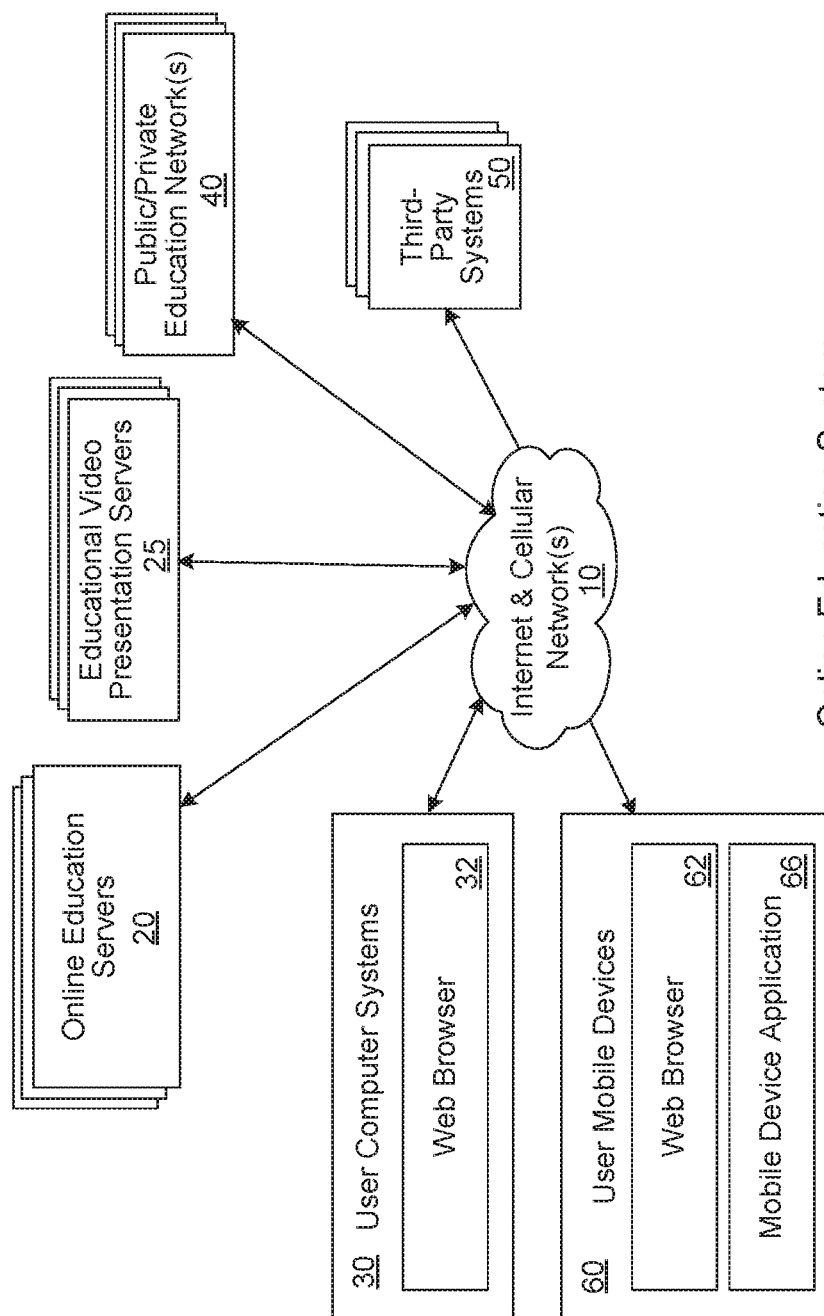 Online Education
Servers
20
Educational Video
Presentation Servers
25
Public/Private
Education Network(s)
40
30 User Computer Systems
Web Browser
32
Internet & Cellular
Network(s)
10
Third-
Party
Systems
50
60 User Mobile Devices
Web Browser
62
Mobile Device Application
66